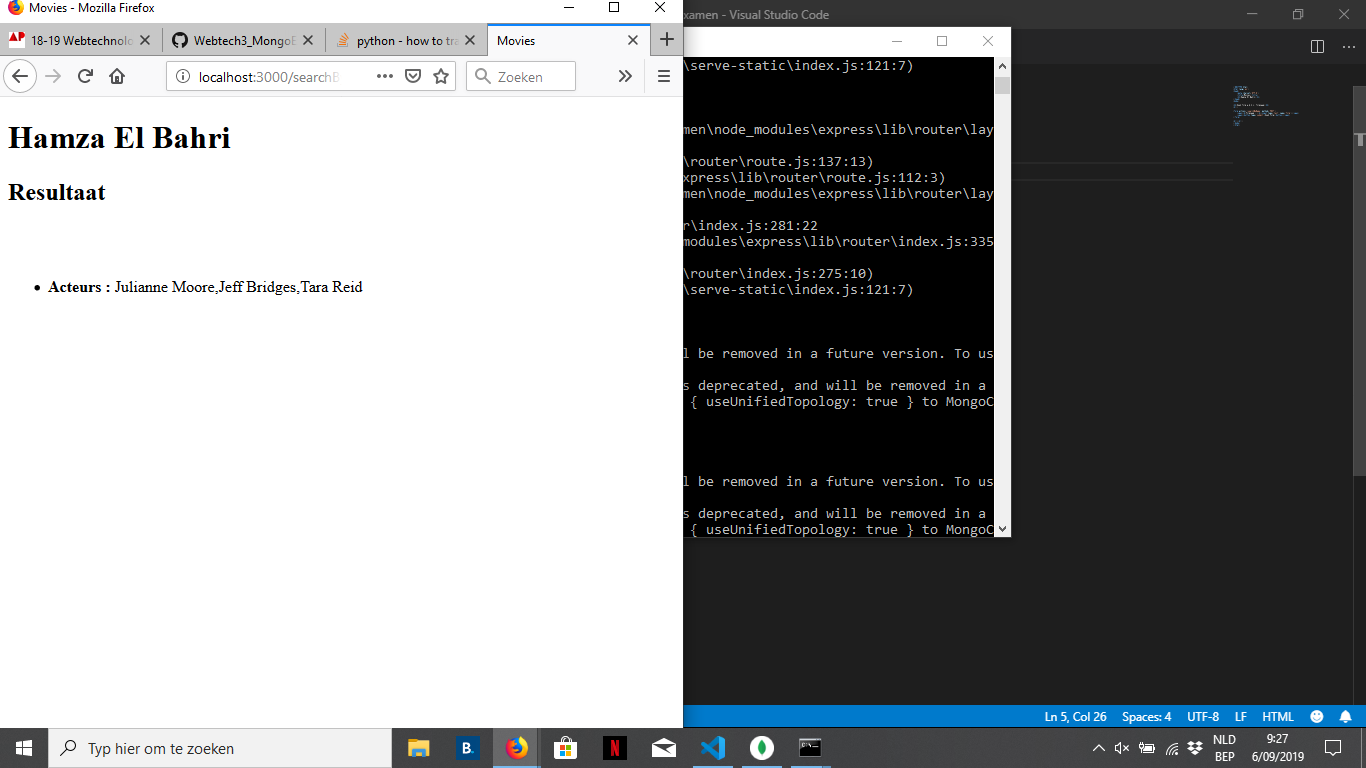 Movies - Mozilla Firefox
18-19 Webtechnolo
Webtech3_Mongo
python - how to tra
Movies
localhost:3000/search
Zoeken
Hamza El Bahri
Resultaat
Acteurs : Julianne Moore,Jeff Bridges,Tara Reid
xamen - Visual Studio Code
\serve-static\index.js:121:7)
men\node_modules\express\lib\router\lay
\router\route.js:137:13)
xpress\lib\router\route.js:112:3)
men\node_modules\express\lib\router\lay
r\index.js:281:22
modules\express\lib\router\index.js:335
\router\index.js:275:10)
\serve-static\index.js:121:7)
l be removed in a future version. To us
s deprecated, and will be removed in a
{ useUnifiedTopology: true } to MongoC
l be removed in a future version. To us
s deprecated, and will be removed in a
{ useUnifiedTopology: true } to MongoC
Ln 5, Col 26 Spaces: 4 UTF-8 LF HTML
Typ hier om te zoeken
B.
N
C:\.
NLD
BEP
9:27
6/09/2019